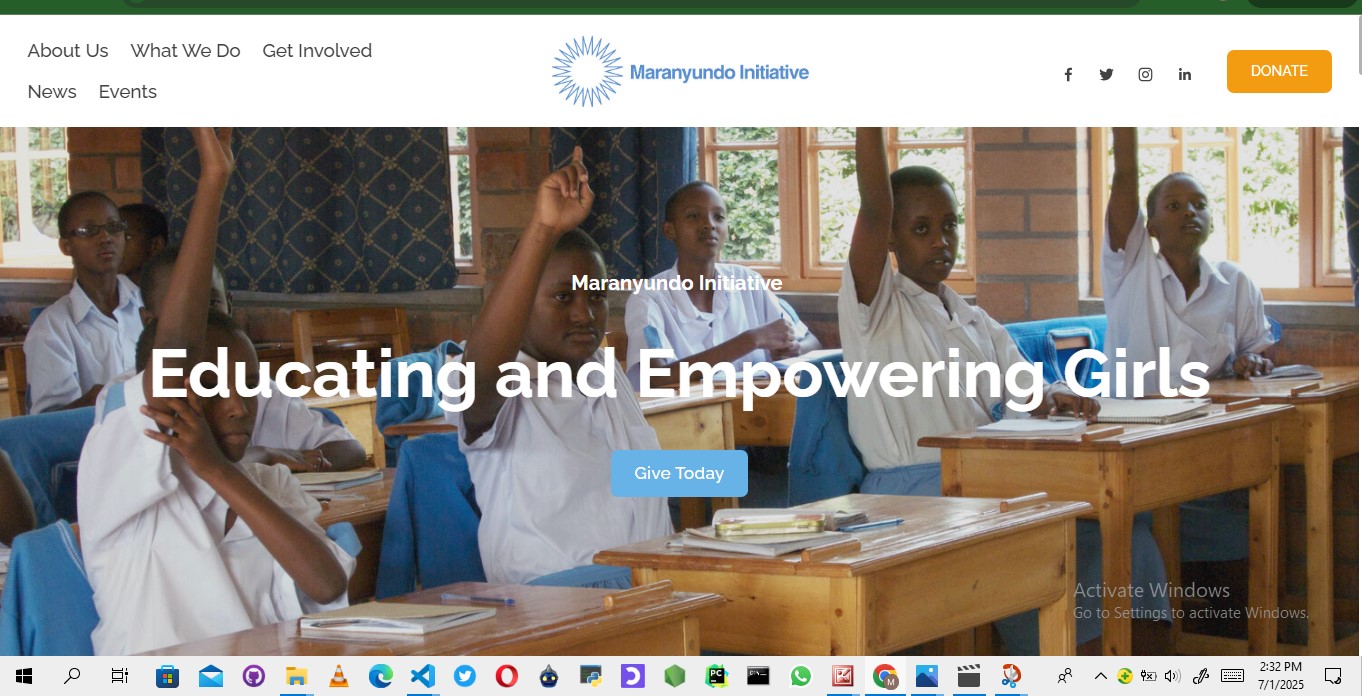 About Us What We Do Get Involved
News Events
Maranyundo Initiative
DONATE
Maranyundo Initiative
Educating and Empowering Girls
Give Today
Activate Windows
Go to Settings to activate Windows.
2:32 PM
7/1/2025